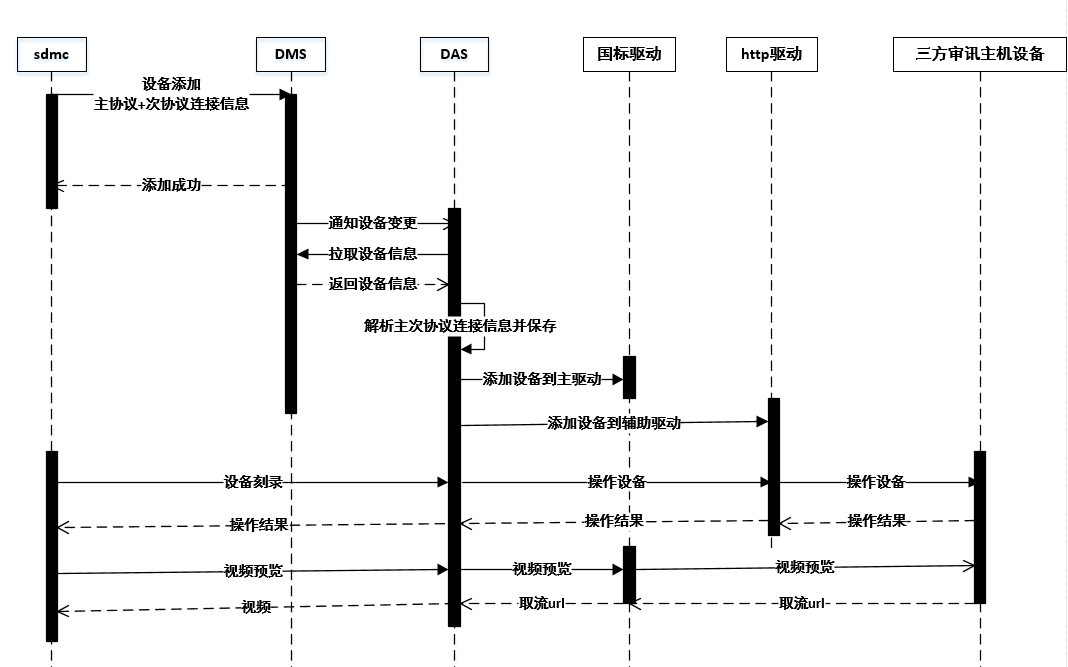 sdmc
DMS
DAS
国标驱动
http驱动
三方审讯主机设备
设备添加
主协议+次协议连接信息
添加成功
通知设备变更
拉取设备信息
返回设备信息
解析主次协议连接信息并保存
添加设备到主驱动
添加设备到辅助驱动
设备刻录
操作设备
操作设备
操作结果
操作结果
操作结果
视频预览
视频预览
视频预览
视频
取流url
取流url